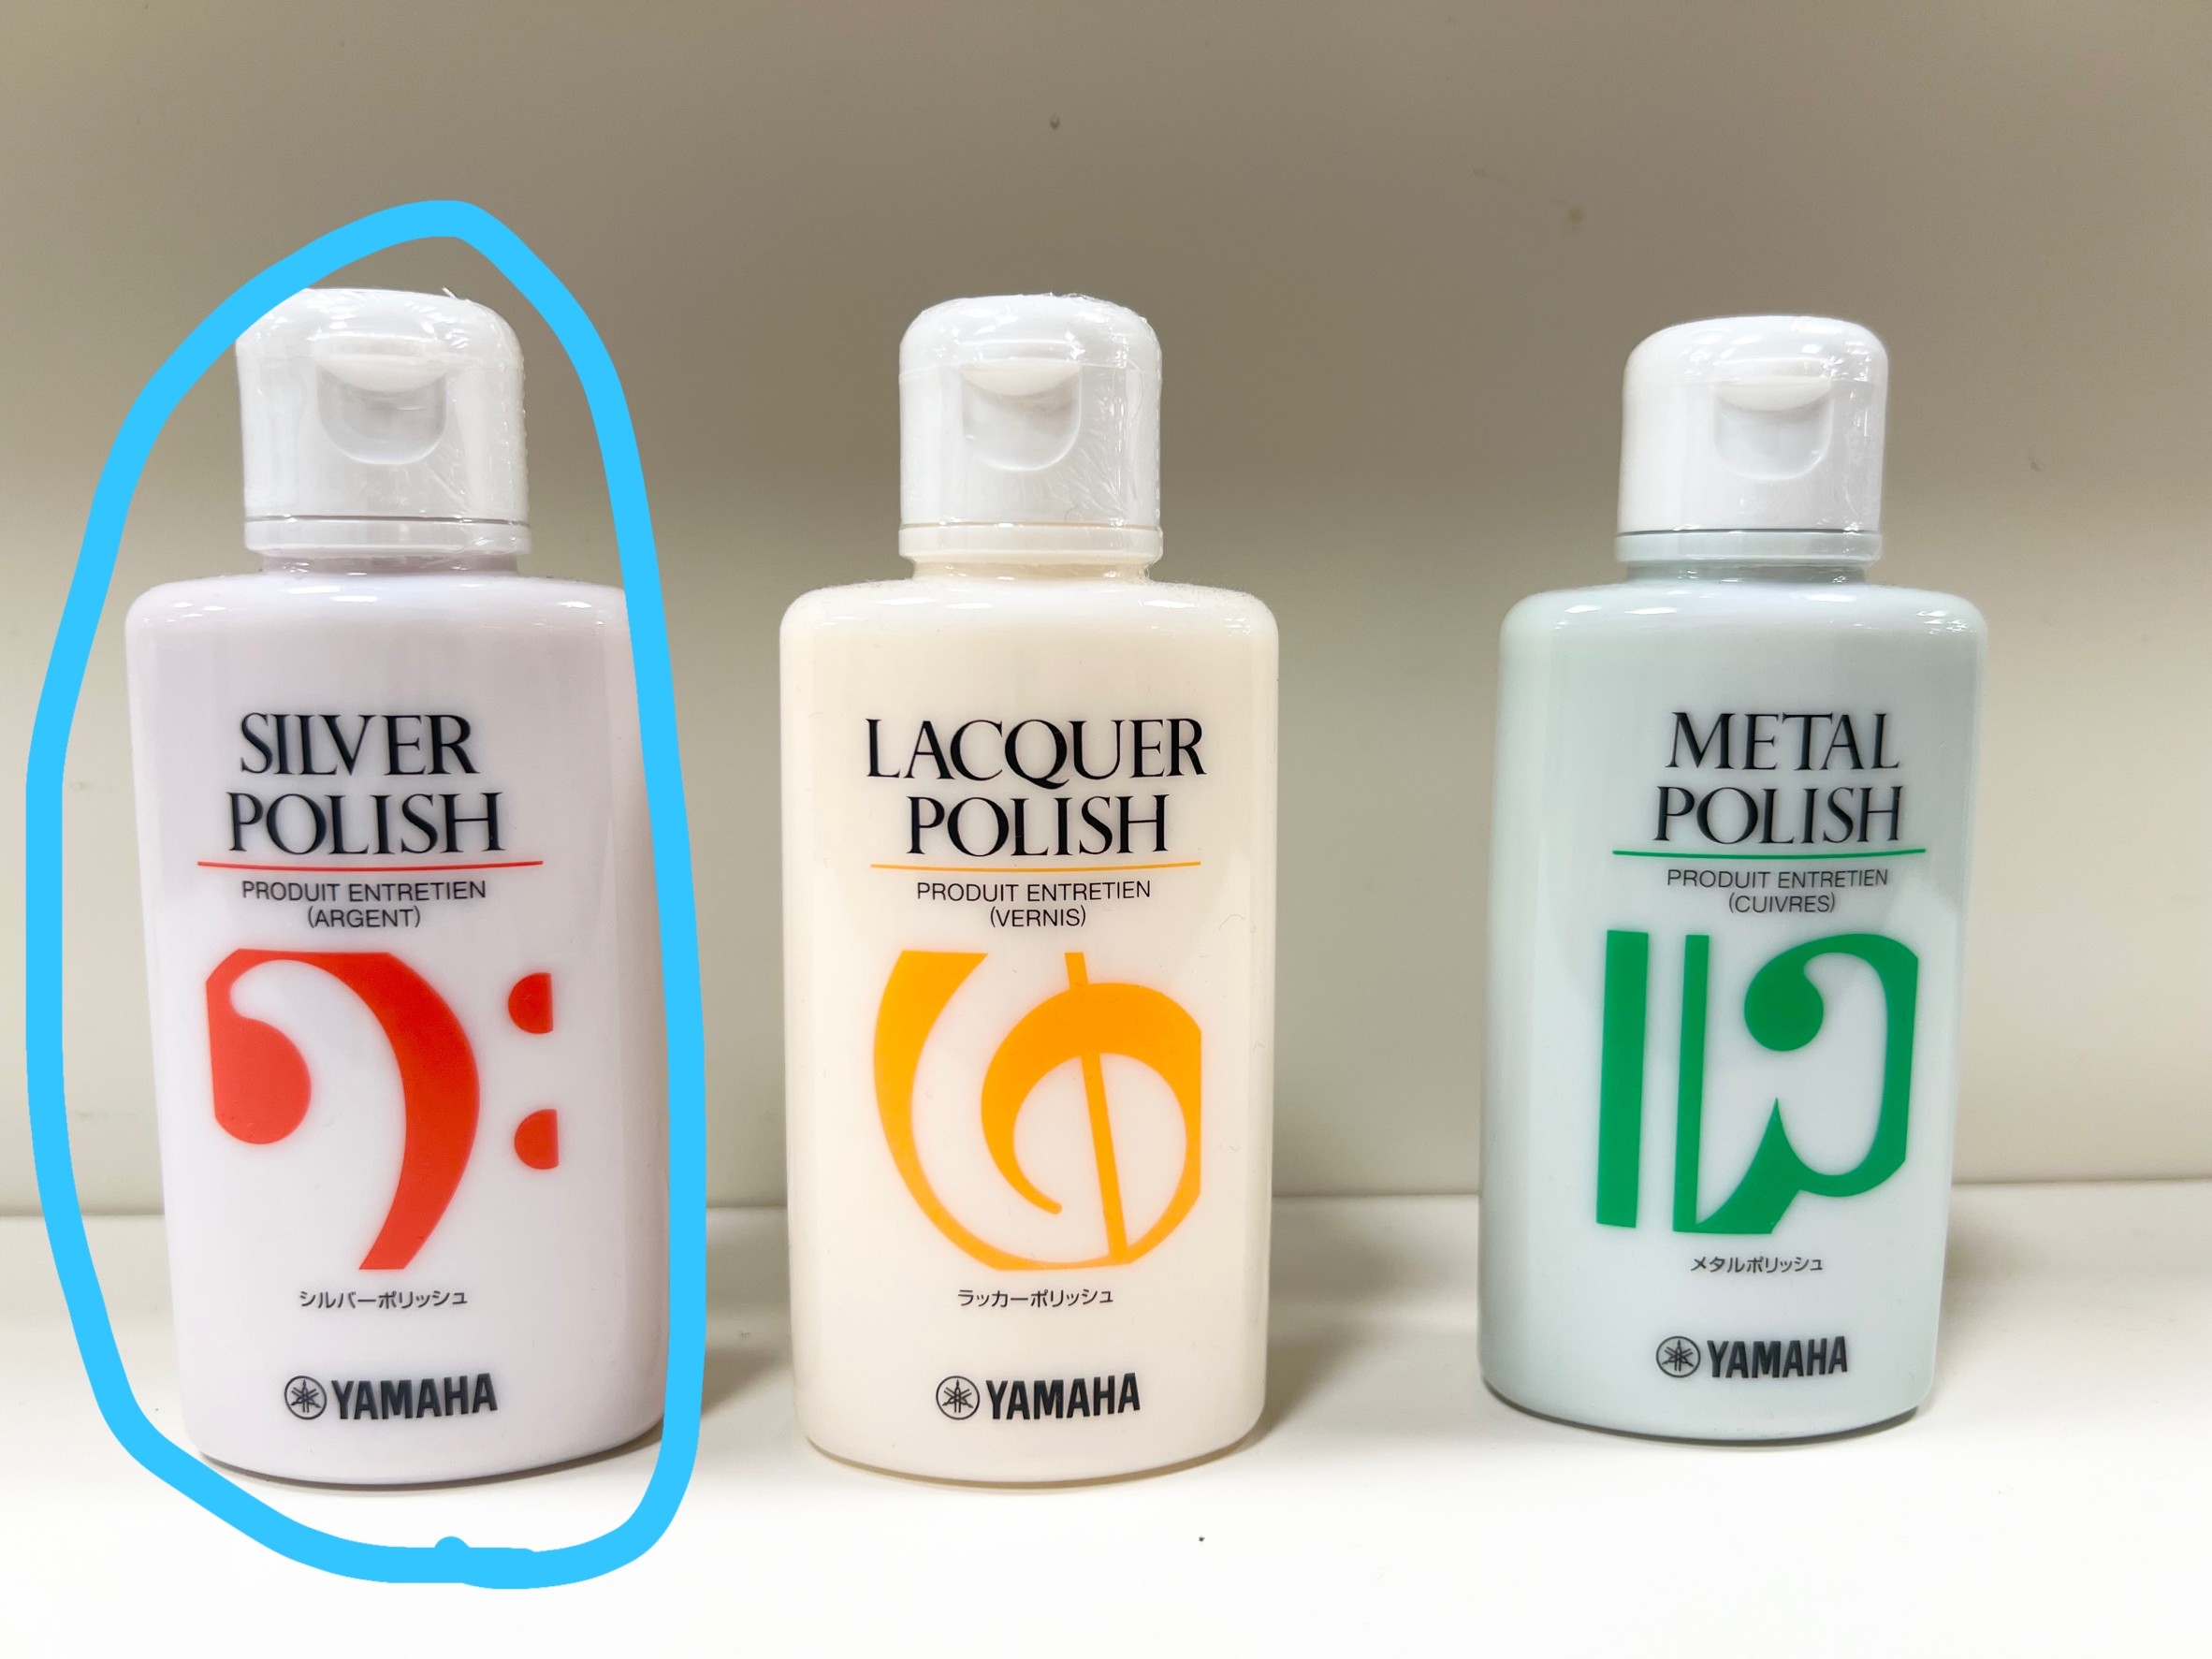 SILVER
POLISH
PRODUIT ENTRETIEN
(ARGENT)
シルバーポリッシュ
YAMAHA
LACQUER
POLISH
PRODUIT ENTRETIEN
(VERNIS)
ラッカーポリッシュ
YAMAHA
METAL
POLISH
PRODUIT ENTRETIEN
(CUIVRES)
メタルポリッシュ
YAMAHA